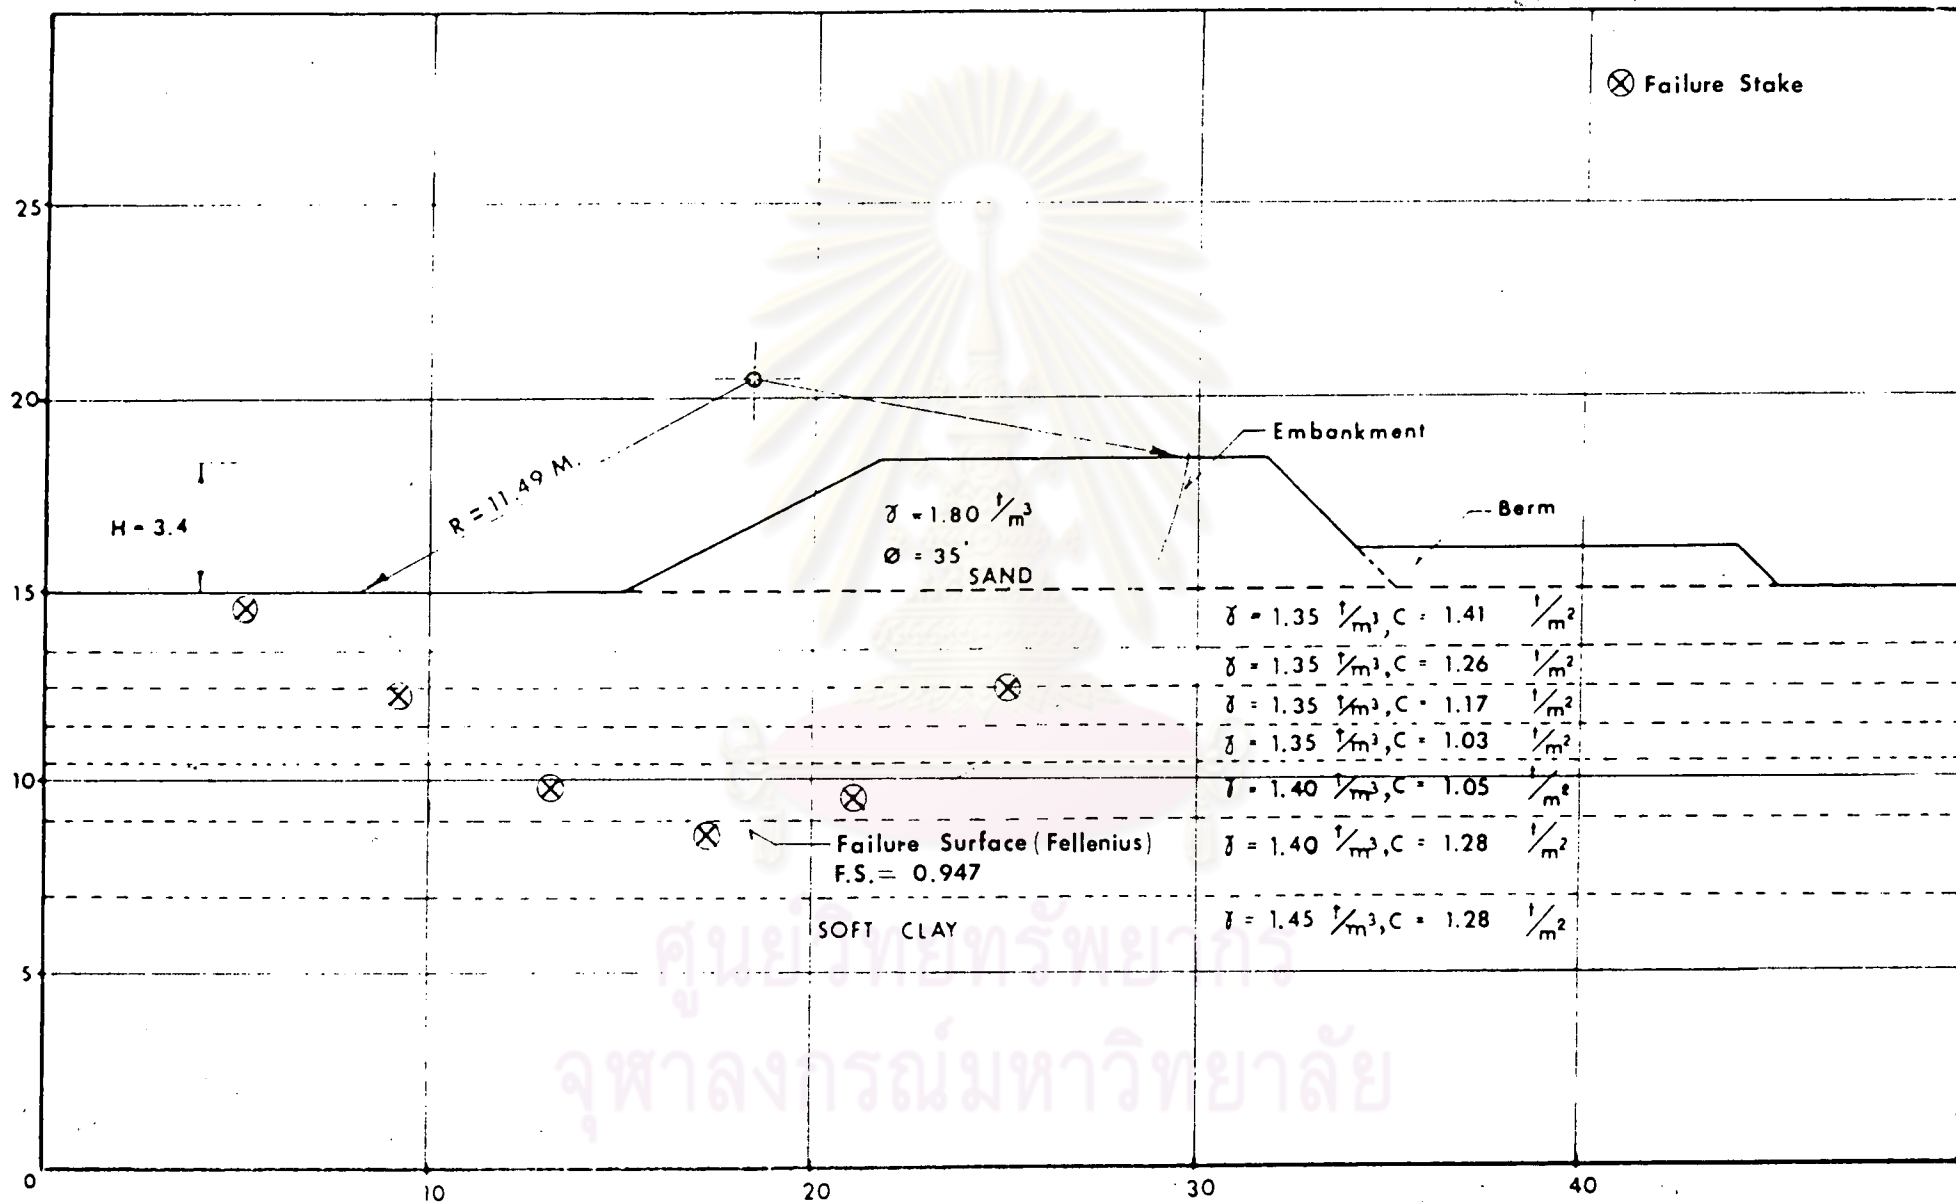 Failure Stake
25
20
Embankment
R = 11.49 M.
H = 3.4
γ = 1.80 t/m³
Berm
Ø = 35°
SAND
15
γ = 1.35 t/m³, C = 1.41 t/m²
γ = 1.35 t/m³, C = 1.26 t/m²
γ = 1.35 t/m³, C = 1.17 t/m²
γ = 1.35 t/m³, C = 1.03 t/m²
10
γ = 1.40 t/m³, C = 1.05 t/m²
Failure Surface (Fellenius)
γ = 1.40 t/m³, C = 1.28 t/m²
F.S. = 0.947
γ = 1.45 t/m³, C = 1.28 t/m²
SOFT CLAY
ศูนย์วิทยทรัพยากร
5
จุฬาลงกรณ์มหาวิทยาลัย
0
10
20
30
40